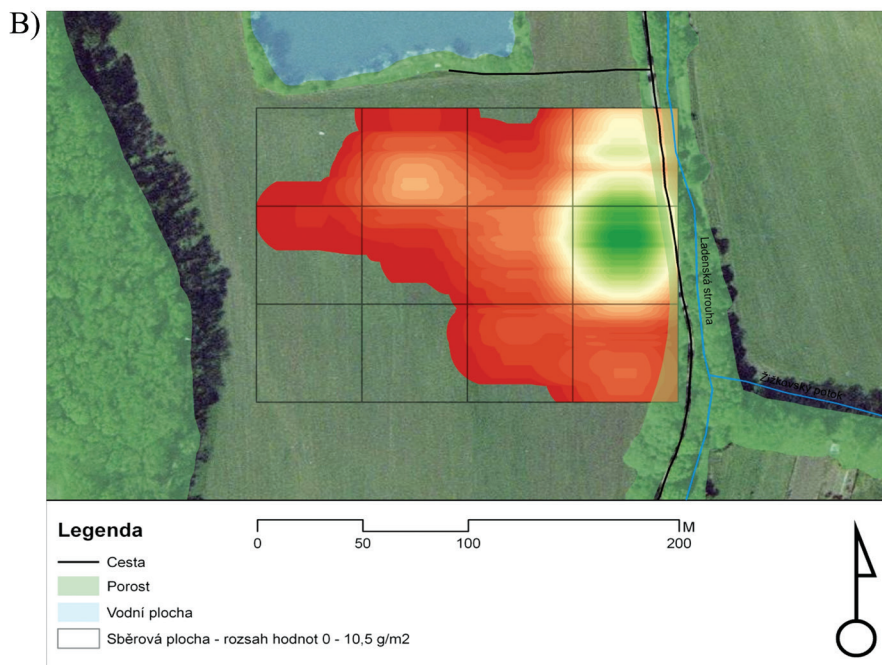 B)
Ladenská strouha
Žižkovský potok
Legenda
Cesta
Porost
Vodní plocha
Sběrová plocha - rozsah hodnot 0 - 10,5 g/m2
0 50 100 200 M